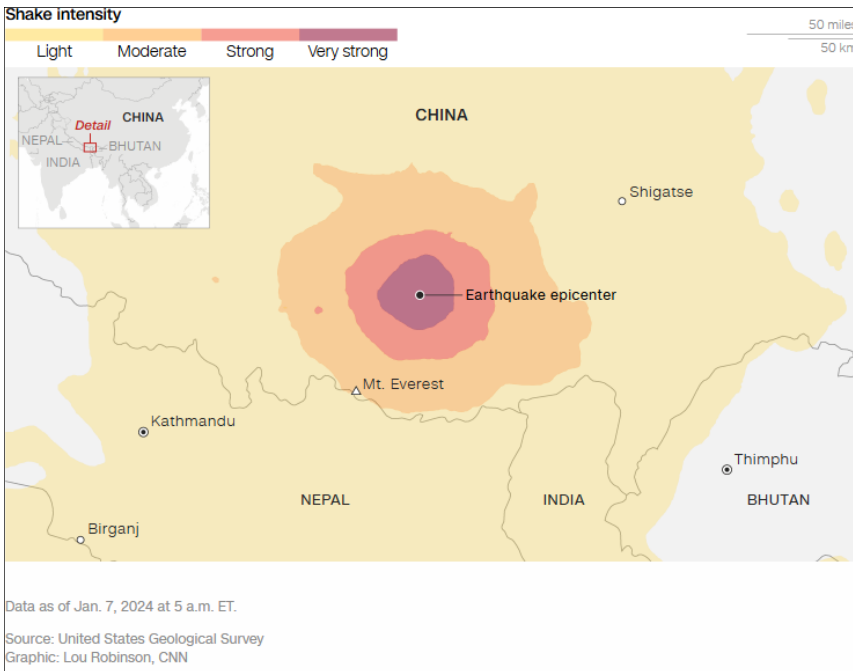 Shake intensity
Light Moderate Strong Very strong
50 miles
50 km
CHINA
Detail
NEPAL
BHUTAN
INDIA
CHINA
Shigatse
Earthquake epicenter
Mt. Everest
Kathmandu
Thimphu
NEPAL
INDIA
BHUTAN
Birganj
Data as of Jan. 7, 2024 at 5 a.m. ET.
Source: United States Geological Survey
Graphic: Lou Robinson, CNN